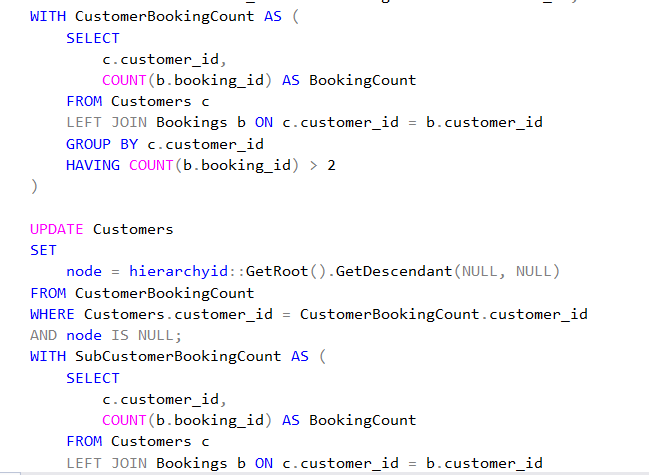 WITH CustomerBookingCount AS (
SELECT
c.customer_id,
COUNT(b.booking_id) AS BookingCount
FROM Customers c
LEFT JOIN Bookings b ON c.customer_id = b.customer_id
GROUP BY c.customer_id
HAVING COUNT(b.booking_id) > 2
)
UPDATE Customers
SET
node = hierarchyid::GetRoot().GetDescendant(NULL, NULL)
FROM CustomerBookingCount
WHERE Customers.customer_id = CustomerBookingCount.customer_id
AND node IS NULL;
WITH SubCustomerBookingCount AS (
SELECT
c.customer_id,
COUNT(b.booking_id) AS BookingCount
FROM Customers c
LEFT JOIN Bookings b ON c.customer_id = b.customer_id